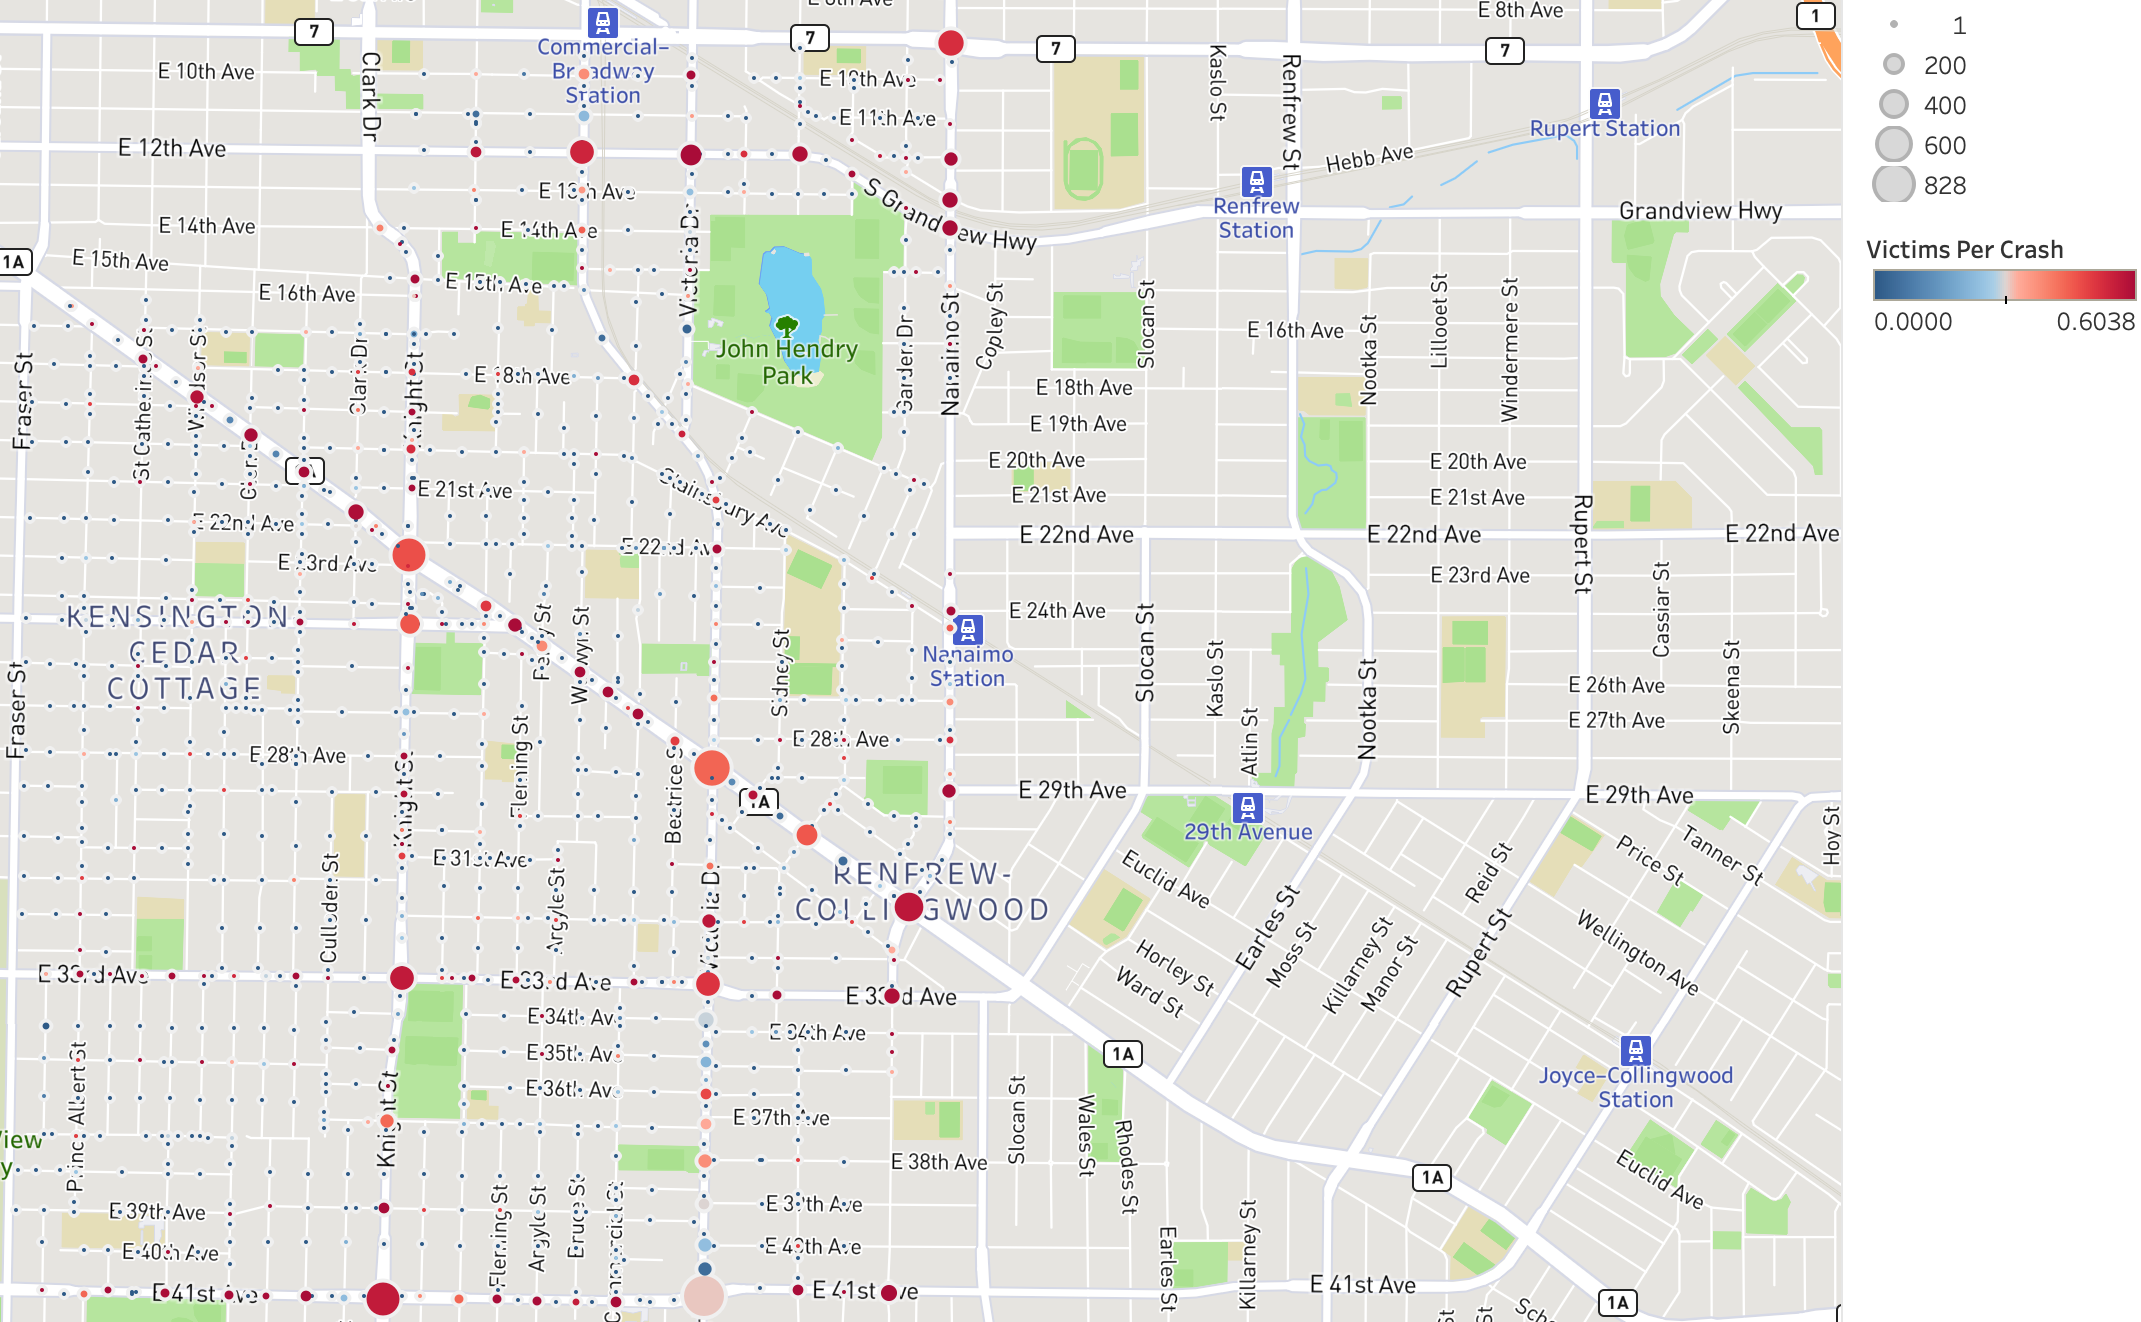 E 8th Ave
7
7
7
7
1
Commercial-
Broadway
Station
E 10th Ave
E 10th Ave
Clark Dr
E 11th Ave
Kaslo St
Renfrew St
Rupert Station
E 12th Ave
Hebb Ave
E 13th Ave
S Grandview Hwy
Renfrew
Station
Grandview Hwy
E 14th Ave
E 14th Ave
Victoria Dr
1A
E 15th Ave
E 15th Ave
E 16th Ave
E 16th Ave
Nanaimo St
Copley St
Slocan St
Nootka St
Lillooet St
Windermere St
John Hendry
Park
Garden Dr
Fraser St
St Catherines St
Windsor St
Clark Dr
Knight St
E 18th Ave
E 18th Ave
E 19th Ave
E 20th Ave
E 20th Ave
E 21st Ave
E 21st Ave
E 21st Ave
Stainsbury Ave
E 22nd Ave
E 22nd Ave
E 22nd Ave
E 22nd Ave
E 22nd Ave
Rupert St
E 23rd Ave
E 23rd Ave
Cassiar St
E 24th Ave
KENSINGTON
CEDAR
COTTAGE
Sidney St
Nanaimo
Station
Slocan St
Kaslo St
Nootka St
Skeena St
Fraser St
E 26th Ave
E 27th Ave
Atlin St
Fleming St
E 28th Ave
E 28th Ave
Knight St
Beatrice St
1A
E 29th Ave
E 29th Ave
29th Avenue
Hoy St
RENFREW-
COLLINGWOOD
E 31st Ave
Culloden St
Argyle St
Victoria Dr
Euclid Ave
Price St
Tanner St
Reid St
Earles St
Moss St
Killarney St
Manor St
Rupert St
Wellington Ave
Horley St
Ward St
E 33rd Ave
E 33rd Ave
E 33rd Ave
E 34th Ave
E 34th Ave
E 35th Ave
E 36th Ave
E 37th Ave
1A
Joyce-Collingwood
Station
Prince Albert St
Knight St
Slocan St
Wales St
Rhodes St
E 38th Ave
1A
Euclid Ave
E 39th Ave
E 39th Ave
E 40th Ave
E 40th Ave
Fleming St
Argyle St
Bruce St
Commercial St
Earles St
Killarney St
E 41st Ave
E 41st Ave
E 41st Ave
1A
1
200
400
600
828
Victims Per Crash
0.0000
0.6038